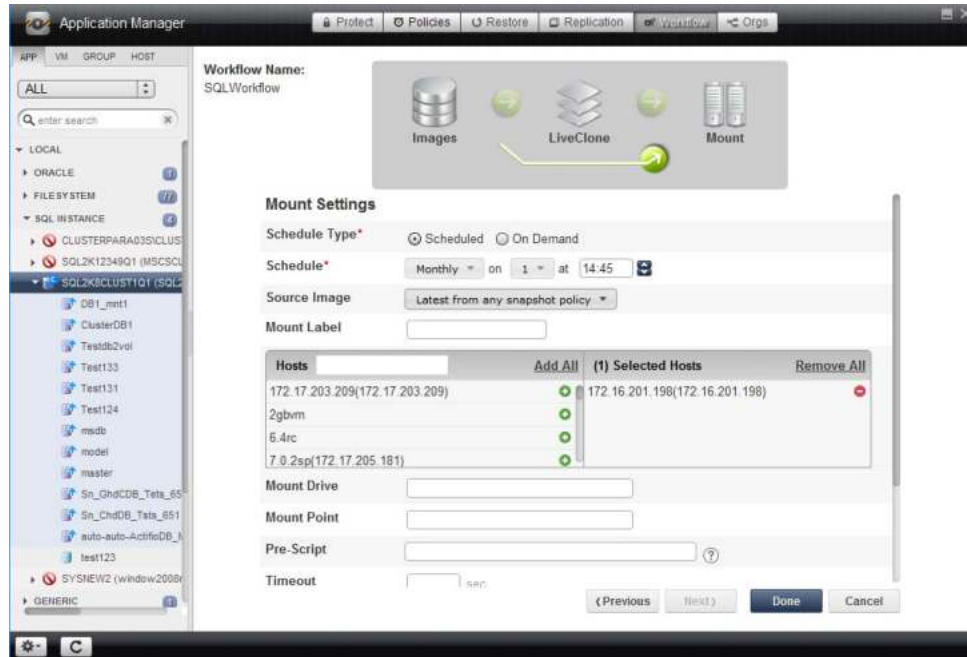 Application Manager
Protect
Policies
Restore
Replication
Workflow
Orgs
APP VM GROUP HOST
ALL
enter search
LOCAL
ORACLE
FILESYSTEM
SQL INSTANCE
CLUSTERPARA03S\CLUS
SQL2K12349Q1 (MSCSCL
SQL2K8CLUST1Q1 (SQL2
DB1_mnt1
ClusterDB1
Testdb2vol
Test133
Test131
Test124
msdb
model
master
Sn_GhdCDB_Tets_65
Sn_ChdDB_Tsts_651
auto-auto-ActifioDB_
test123
SYSNEW2 (window2008r
GENERIC
Workflow Name:
SQLWorkflow
Images
LiveClone
Mount
Mount Settings
Schedule Type* Scheduled On Demand
Schedule* Monthly on 1 at 14:45
Source Image Latest from any snapshot policy
Mount Label
Hosts Add All (1) Selected Hosts Remove All
172.17.203.209(172.17.203.209)
172.16.201.198(172.16.201.198)
2gbvm
6.4rc
7.0.2sp(172.17.205.181)
Mount Drive
Mount Point
Pre-Script ?
Timeout sec
<Previous Next> Done Cancel